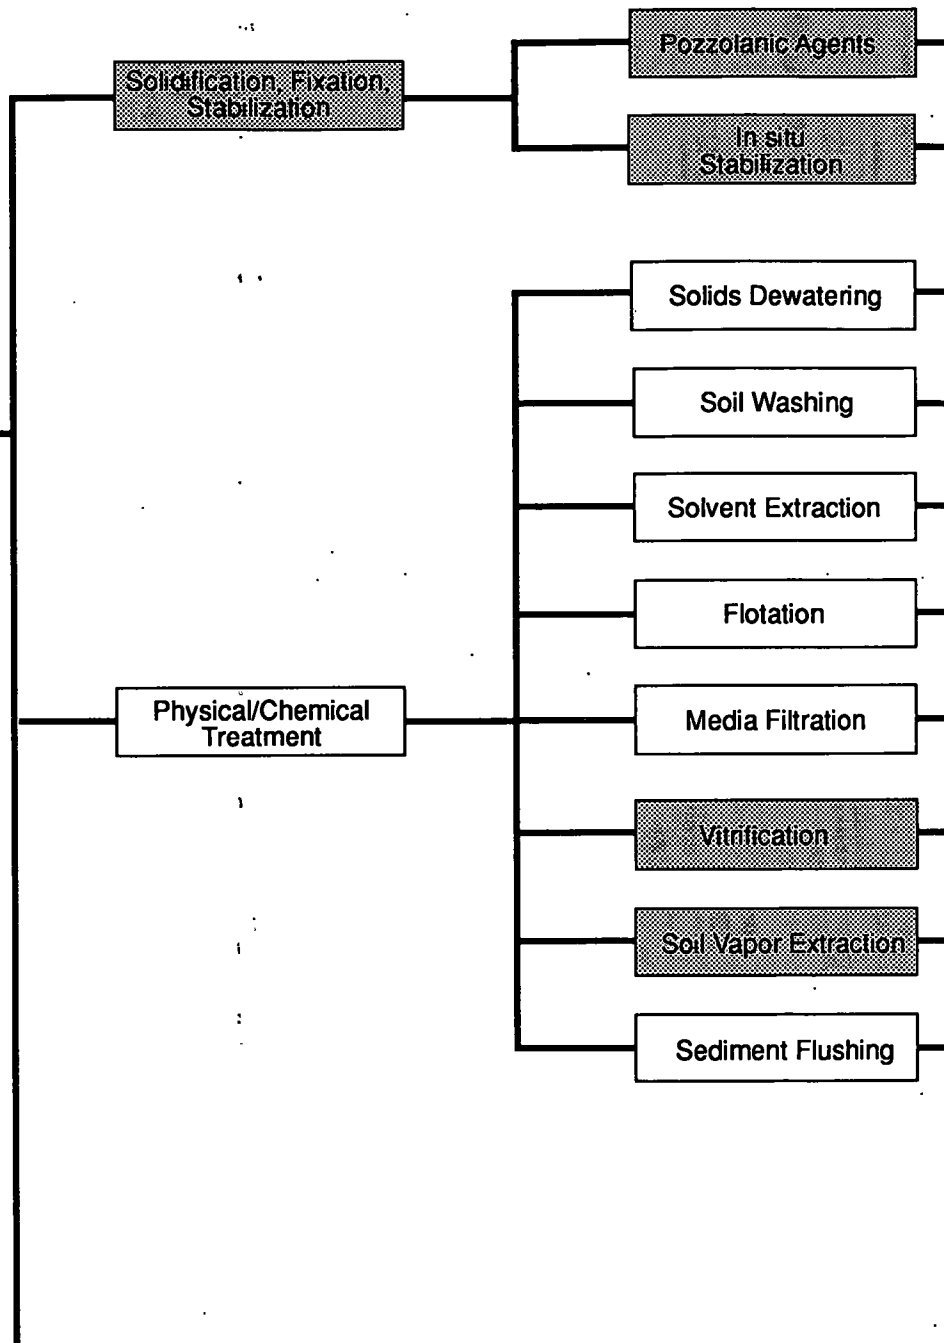 Pozzolanic Agents
Solidification, Fixation,
Stabilization
In situ
Stabilization
Solids Dewatering
Soil Washing
Solvent Extraction
Flotation
Physical/Chemical
Treatment
Media Filtration
Vitrification
Soil Vapor Extraction
Sediment Flushing